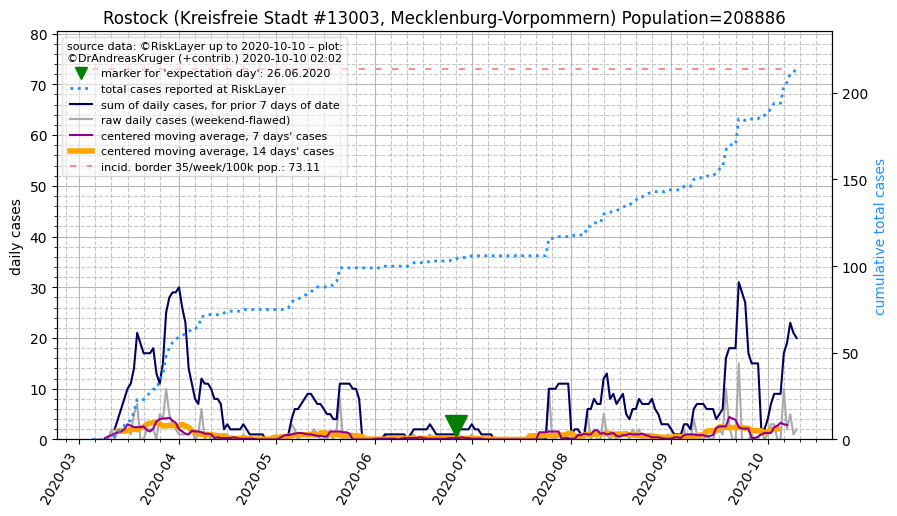 Rostock (Kreisfreie Stadt #13003, Mecklenburg-Vorpommern) Population=208886
source data: ©RiskLayer up to 2020-10-10 – plot:
©DrAndreasKruger (+contrib.) 2020-10-10 02:02
marker for 'expectation day': 26.06.2020
total cases reported at RiskLayer
sum of daily cases, for prior 7 days of date
raw daily cases (weekend-flawed)
centered moving average, 7 days' cases
centered moving average, 14 days' cases
incid. border 35/week/100k pop.: 73.11
daily cases
80
70
60
50
40
30
20
10
0
cumulative total cases
200
150
100
50
0
2020-03
2020-04
2020-05
2020-06
2020-07
2020-08
2020-09
2020-10